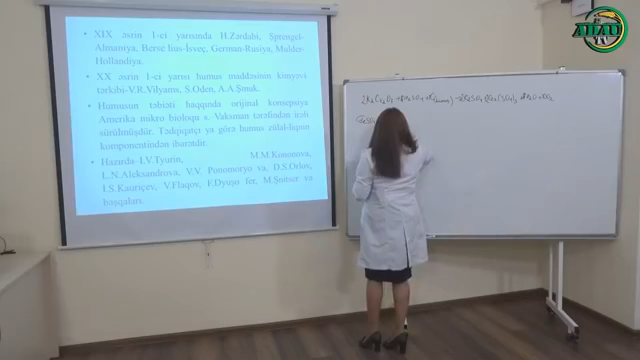 • XIX əsrin 1-ci yarısında H.Zərdabi, Şprengel-
Almaniya, Berse lius-İsveç, German-Rusiya, Mulder-
Hollandiya.
• XX əsrin 1-ci yarısı humus maddəsinin kimyəvi
tərkibi-V.R.Vilyams, S.Oden, A.A.Şmuk.
• Humusun təbiəti haqqında orijinal konsepsiya
Amerika mikro bioloqu s. Vaksman tərəfindən irəli
sürülmüşdür. Tədqiqatçı ya görə humus zülal-liqnin
komponentindən ibarətdir.
• Hazırda-İ.V.Tyurin, M.M.Kononova,
L.N.Aleksandrova, V.V. Ponomoryo va, D.S.Orlov,
İ.S.Kauriçev, V.Flaqov, F.Dyuşo fer, M.Şnitser və
başqaları.
ADAU
TV